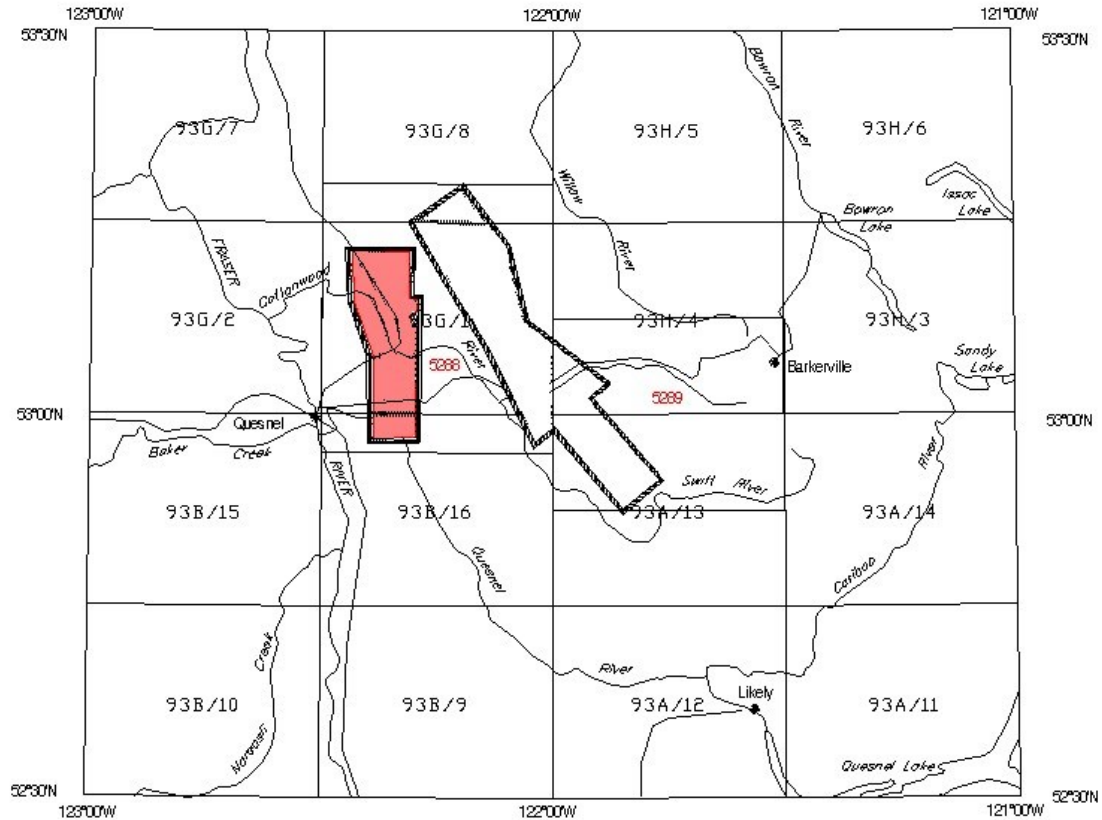 123°00'W
122°00'W
121°00'W
53°30'N
53°30'N
93G/7
93G/8
93H/5
93H/6
Bowron
River
Willow
River
Issac
Lake
Bowron
Lake
FRASER
Cottonwood
93G/2
93G/1
93H/4
93H/3
River
5288
5289
Barkerville
Sandy
Lake
53°00'N
53°00'N
Quesnel
Baker
Creek
RIVER
Swift River
River
93B/15
93B/16
93A/13
93A/14
Quesnel
Cariboo
Creek
River
Likely
93B/10
93B/9
93A/12
93A/11
Quesnel Lake
52°30'N
52°30'N
123°00'W
122°00'W
121°00'W